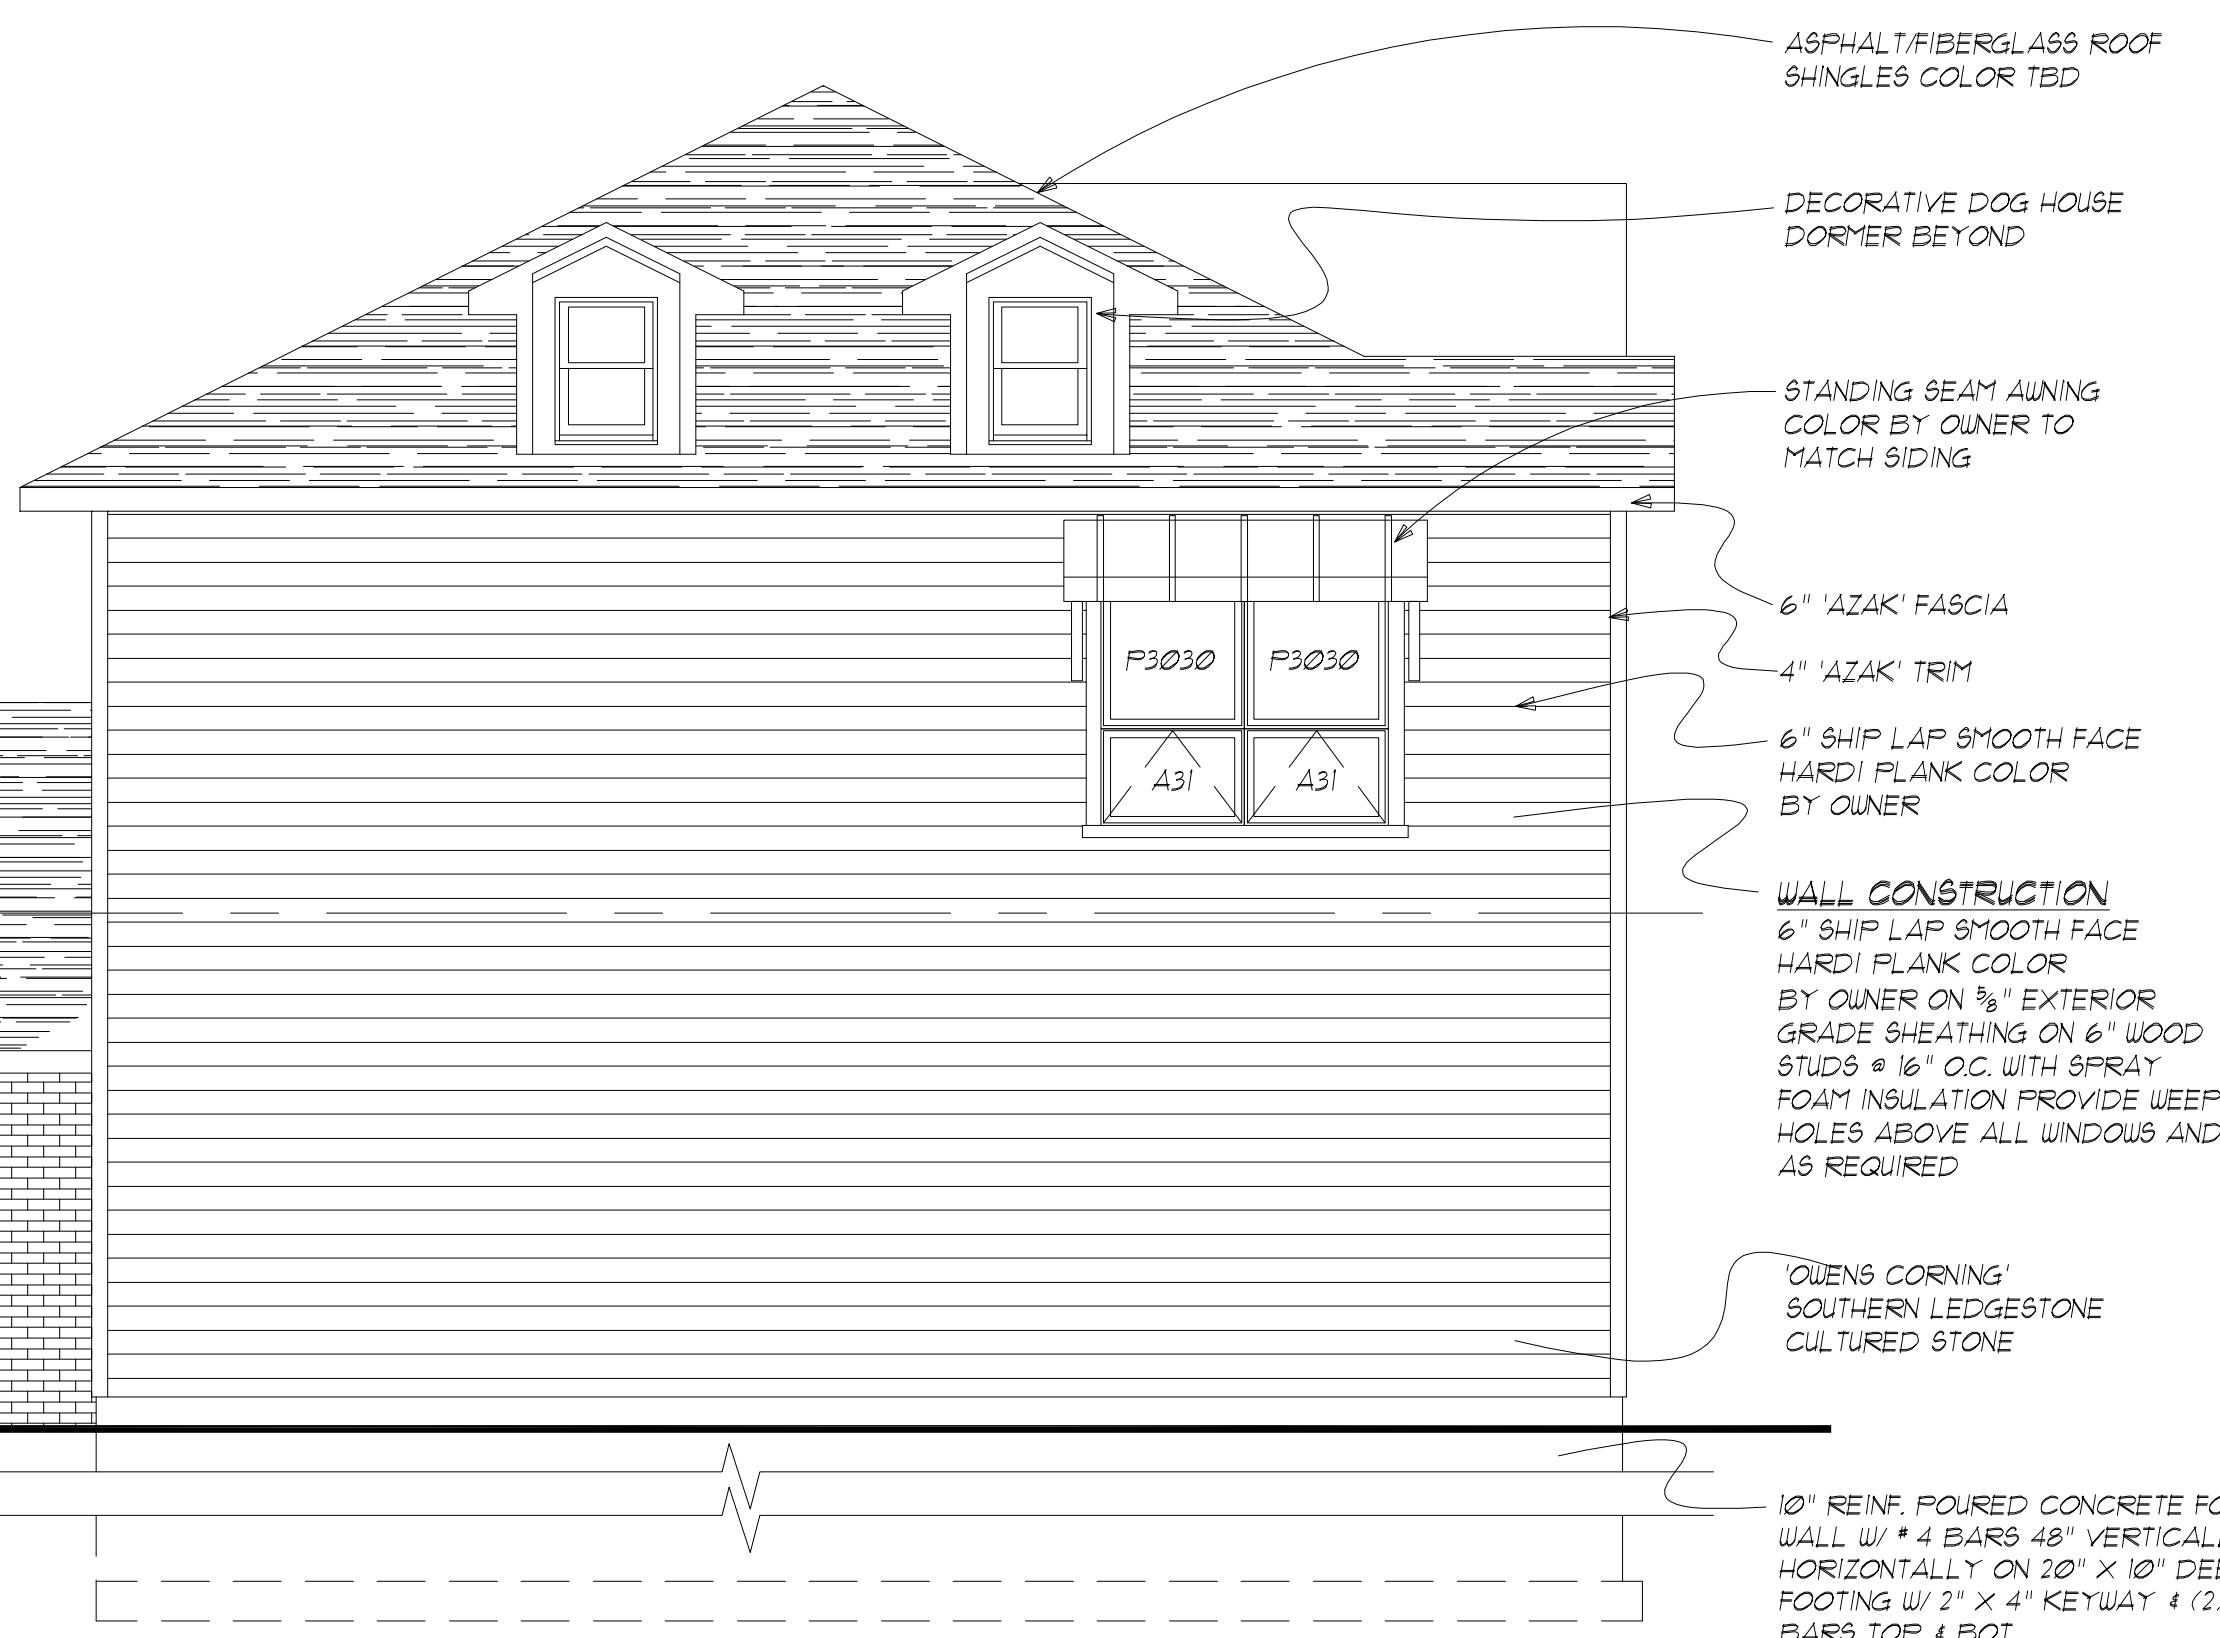 ASPHALT/FIBERGLASS ROOF
SHINGLES COLOR TBD
DECORATIVE DOG HOUSE
DORMER BEYOND
STANDING SEAM AWNING
COLOR BY OWNER TO
MATCH SIDING
6" 'AZAK' FASCIA
4" 'AZAK' TRIM
P3030 P3030
A31 A31
6" SHIP LAP SMOOTH FACE
HARDI PLANK COLOR
BY OWNER
WALL CONSTRUCTION
6" SHIP LAP SMOOTH FACE
HARDI PLANK COLOR
BY OWNER ON 5/8" EXTERIOR
GRADE SHEATHING ON 6" WOOD
STUDS @ 16" O.C. WITH SPRAY
FOAM INSULATION PROVIDE WEEP
HOLES ABOVE ALL WINDOWS AND
AS REQUIRED
'OWENS CORNING'
SOUTHERN LEDGESTONE
CULTURED STONE
10" REINF. POURED CONCRETE
WALL W/ # 4 BARS 48"
HORIZONTALLY ON 20" X 10"
FOOTING W/ 2" X 4" KEYWAY &
BARS TOP & BOT